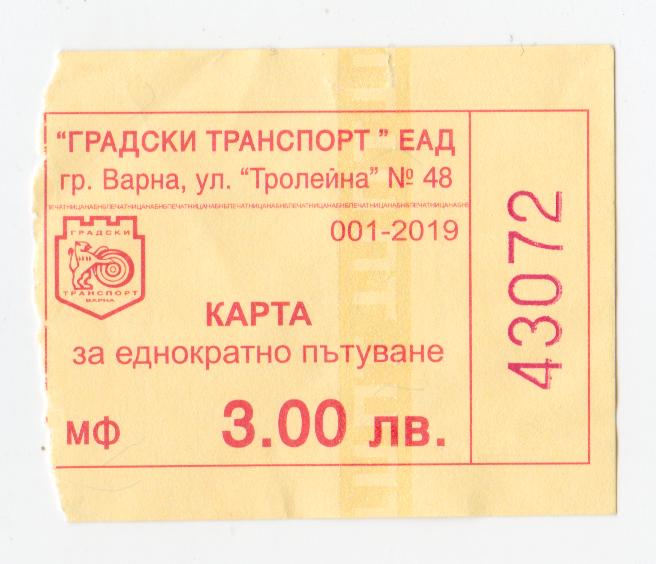 "ГРАДСКИ ТРАНСПОРТ" ЕАД
гр. Варна, ул. "Тролейна" № 48
ПЕЧАТНИЦАНАБНБПЕЧАТНИЦАНАБНБПЕЧАТНИЦАНАБНБПЕЧАТНИЦАНАБНБ
001-2019
ГРАДСКИ
ТРАНСПОРТ
ВАРНА
КАРТА
за еднократно пътуване
МФ 3.00 лв.
43072